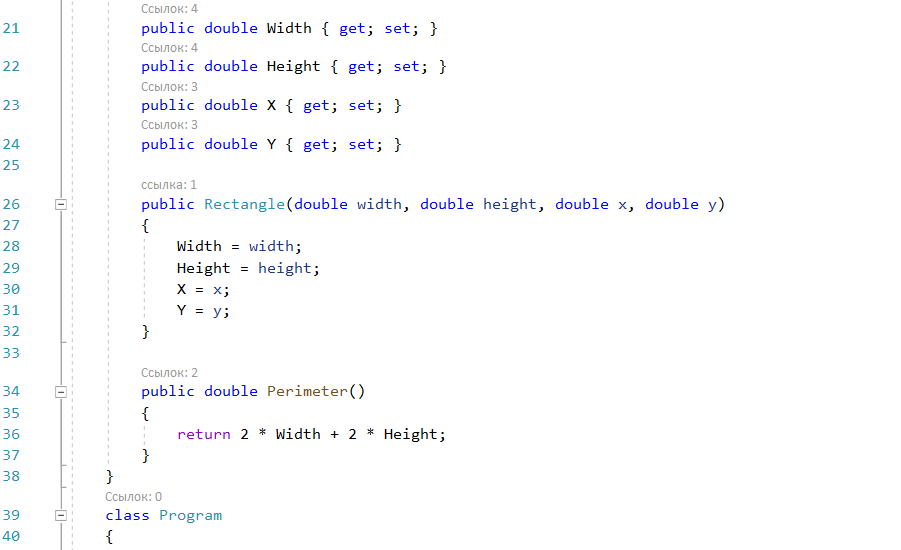 Ссылок: 4
21 public double Width { get; set; }
Ссылок: 4
22 public double Height { get; set; }
Ссылок: 3
23 public double X { get; set; }
Ссылок: 3
24 public double Y { get; set; }
25
ссылка: 1
26 public Rectangle(double width, double height, double x, double y)
27 {
28 Width = width;
29 Height = height;
30 X = x;
31 Y = y;
32 }
33
Ссылок: 2
34 public double Perimeter()
35 {
36 return 2 * Width + 2 * Height;
37 }
38 }
Ссылок: 0
39 class Program
40 {